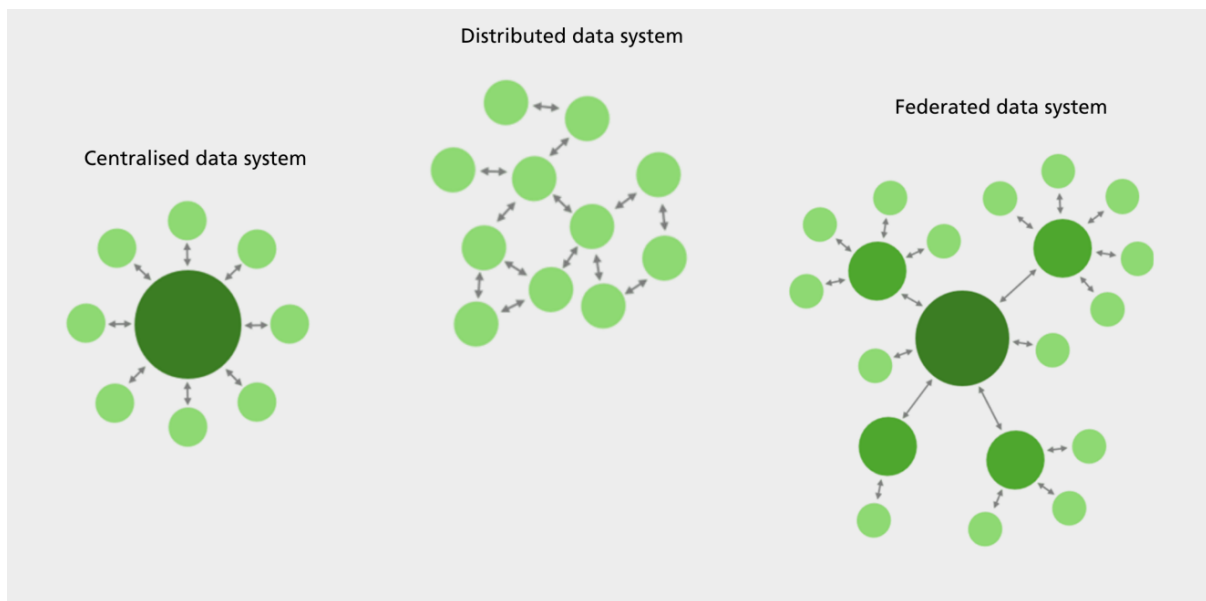 Distributed data system
Federated data system
Centralised data system